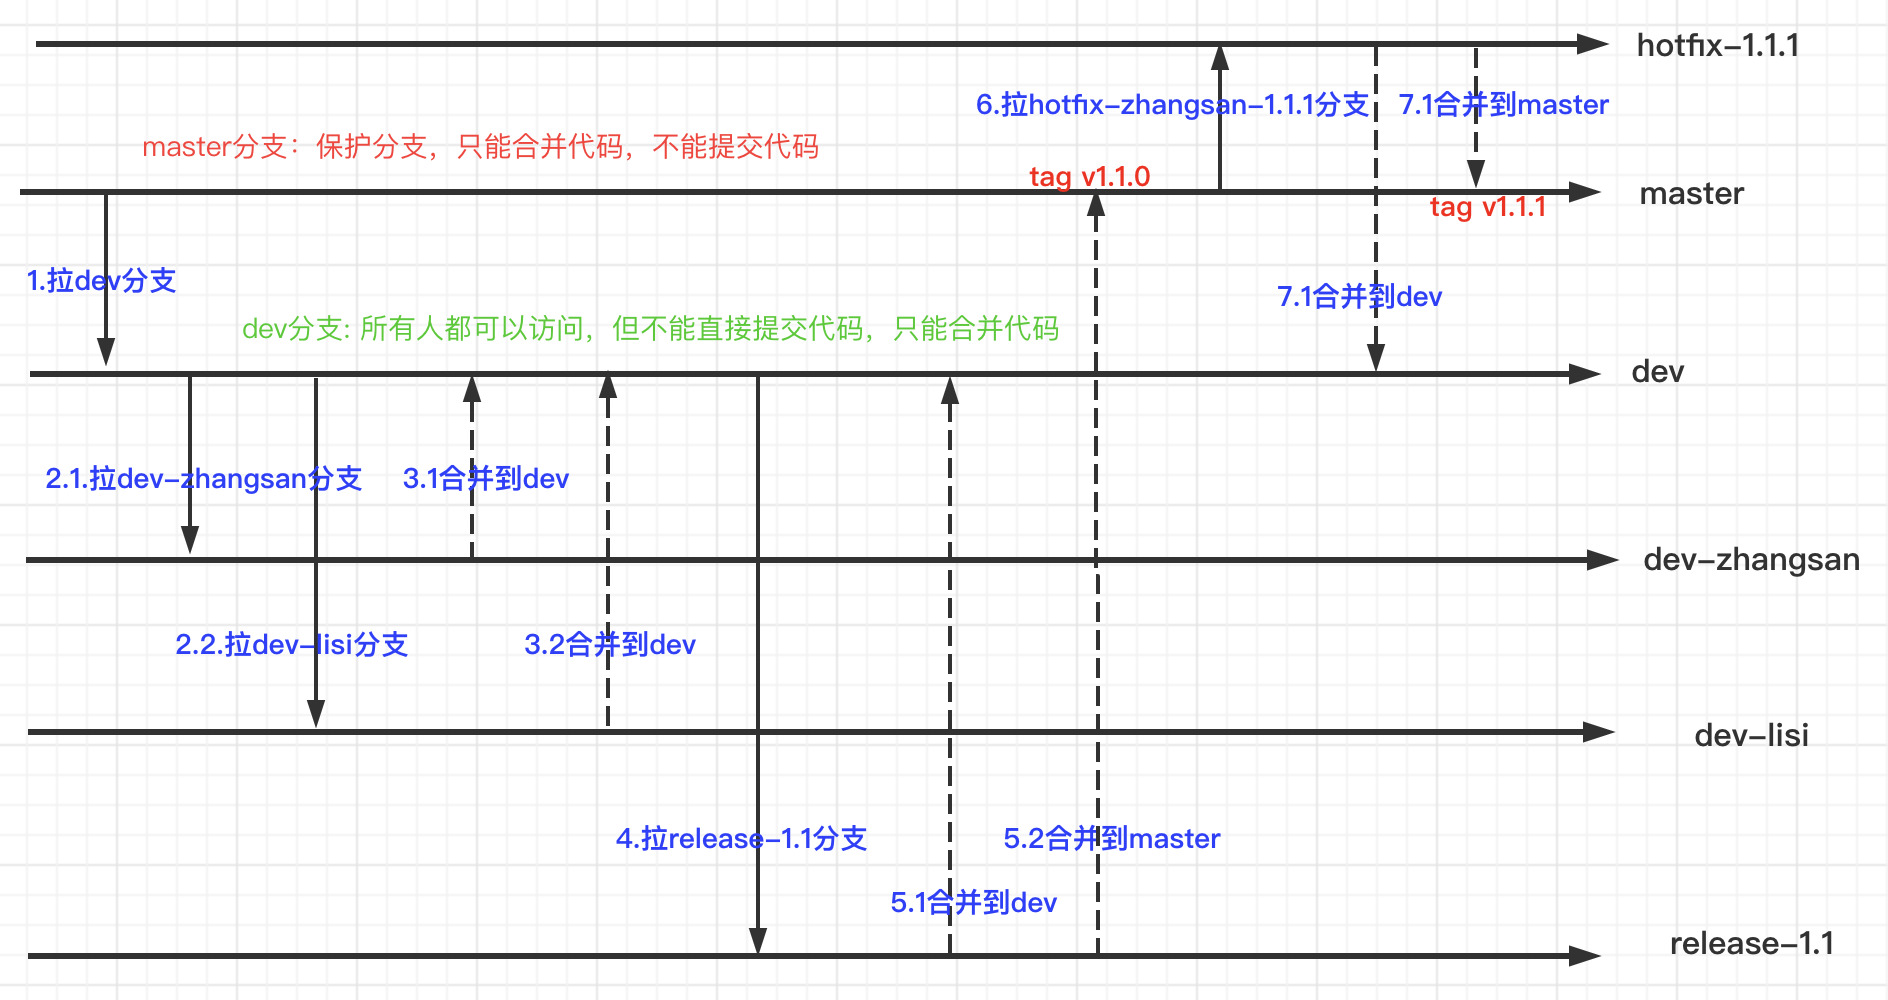 hotfix-1.1.1
6.拉hotfix-zhangsan-1.1.1分支
7.1合并到master
master分支：保护分支，只能合并代码，不能提交代码
tag v1.1.0
master
tag v1.1.1
1.拉dev分支
7.1合并到dev
dev分支: 所有人都可以访问，但不能直接提交代码，只能合并代码
dev
2.1.拉dev-zhangsan分支
3.1合并到dev
dev-zhangsan
2.2.拉dev-lisi分支
3.2合并到dev
dev-lisi
4.拉release-1.1分支
5.2合并到master
5.1合并到dev
release-1.1